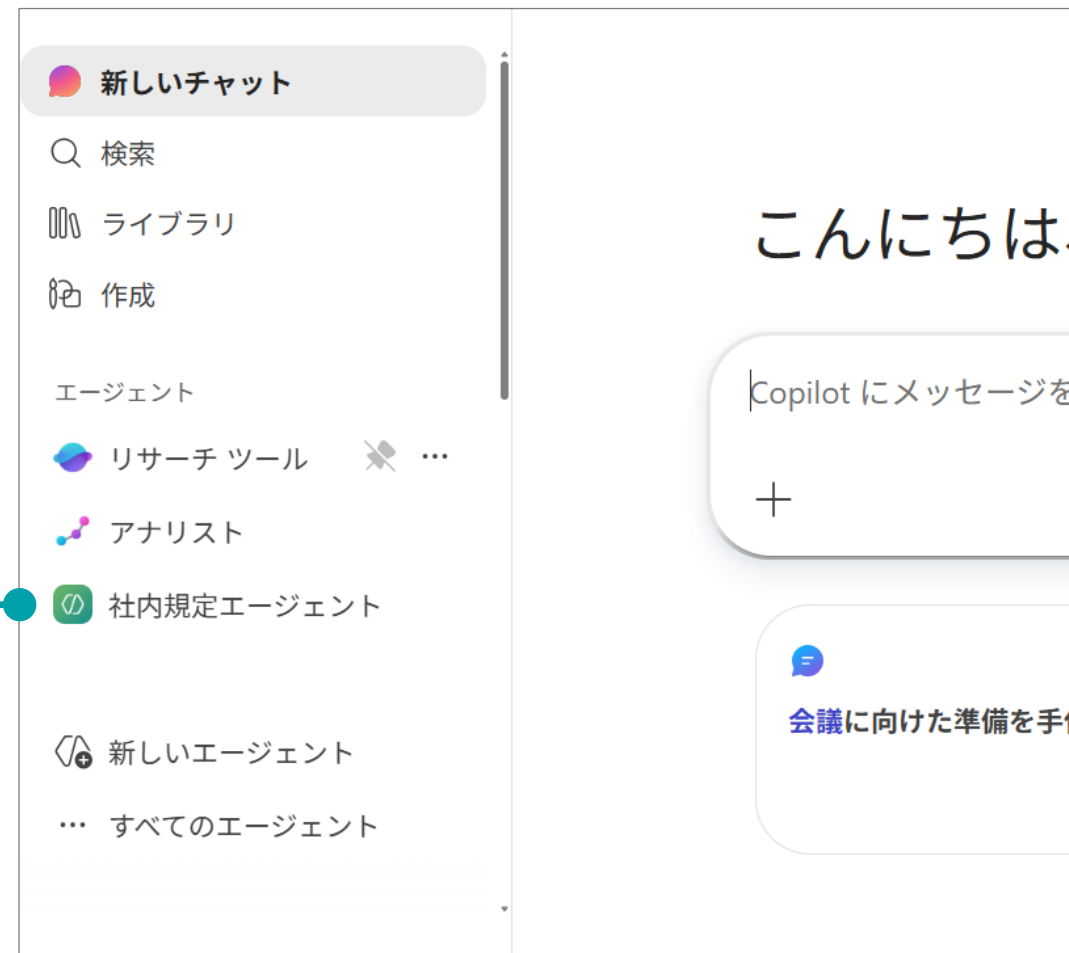 新しいチャット
検索
ライブラリ
作成
エージェント
リサーチ ツール
アナリスト
社内規定エージェント
新しいエージェント
すべてのエージェント
こんにちは
Copilot にメッセージを
会議に向けた準備を手